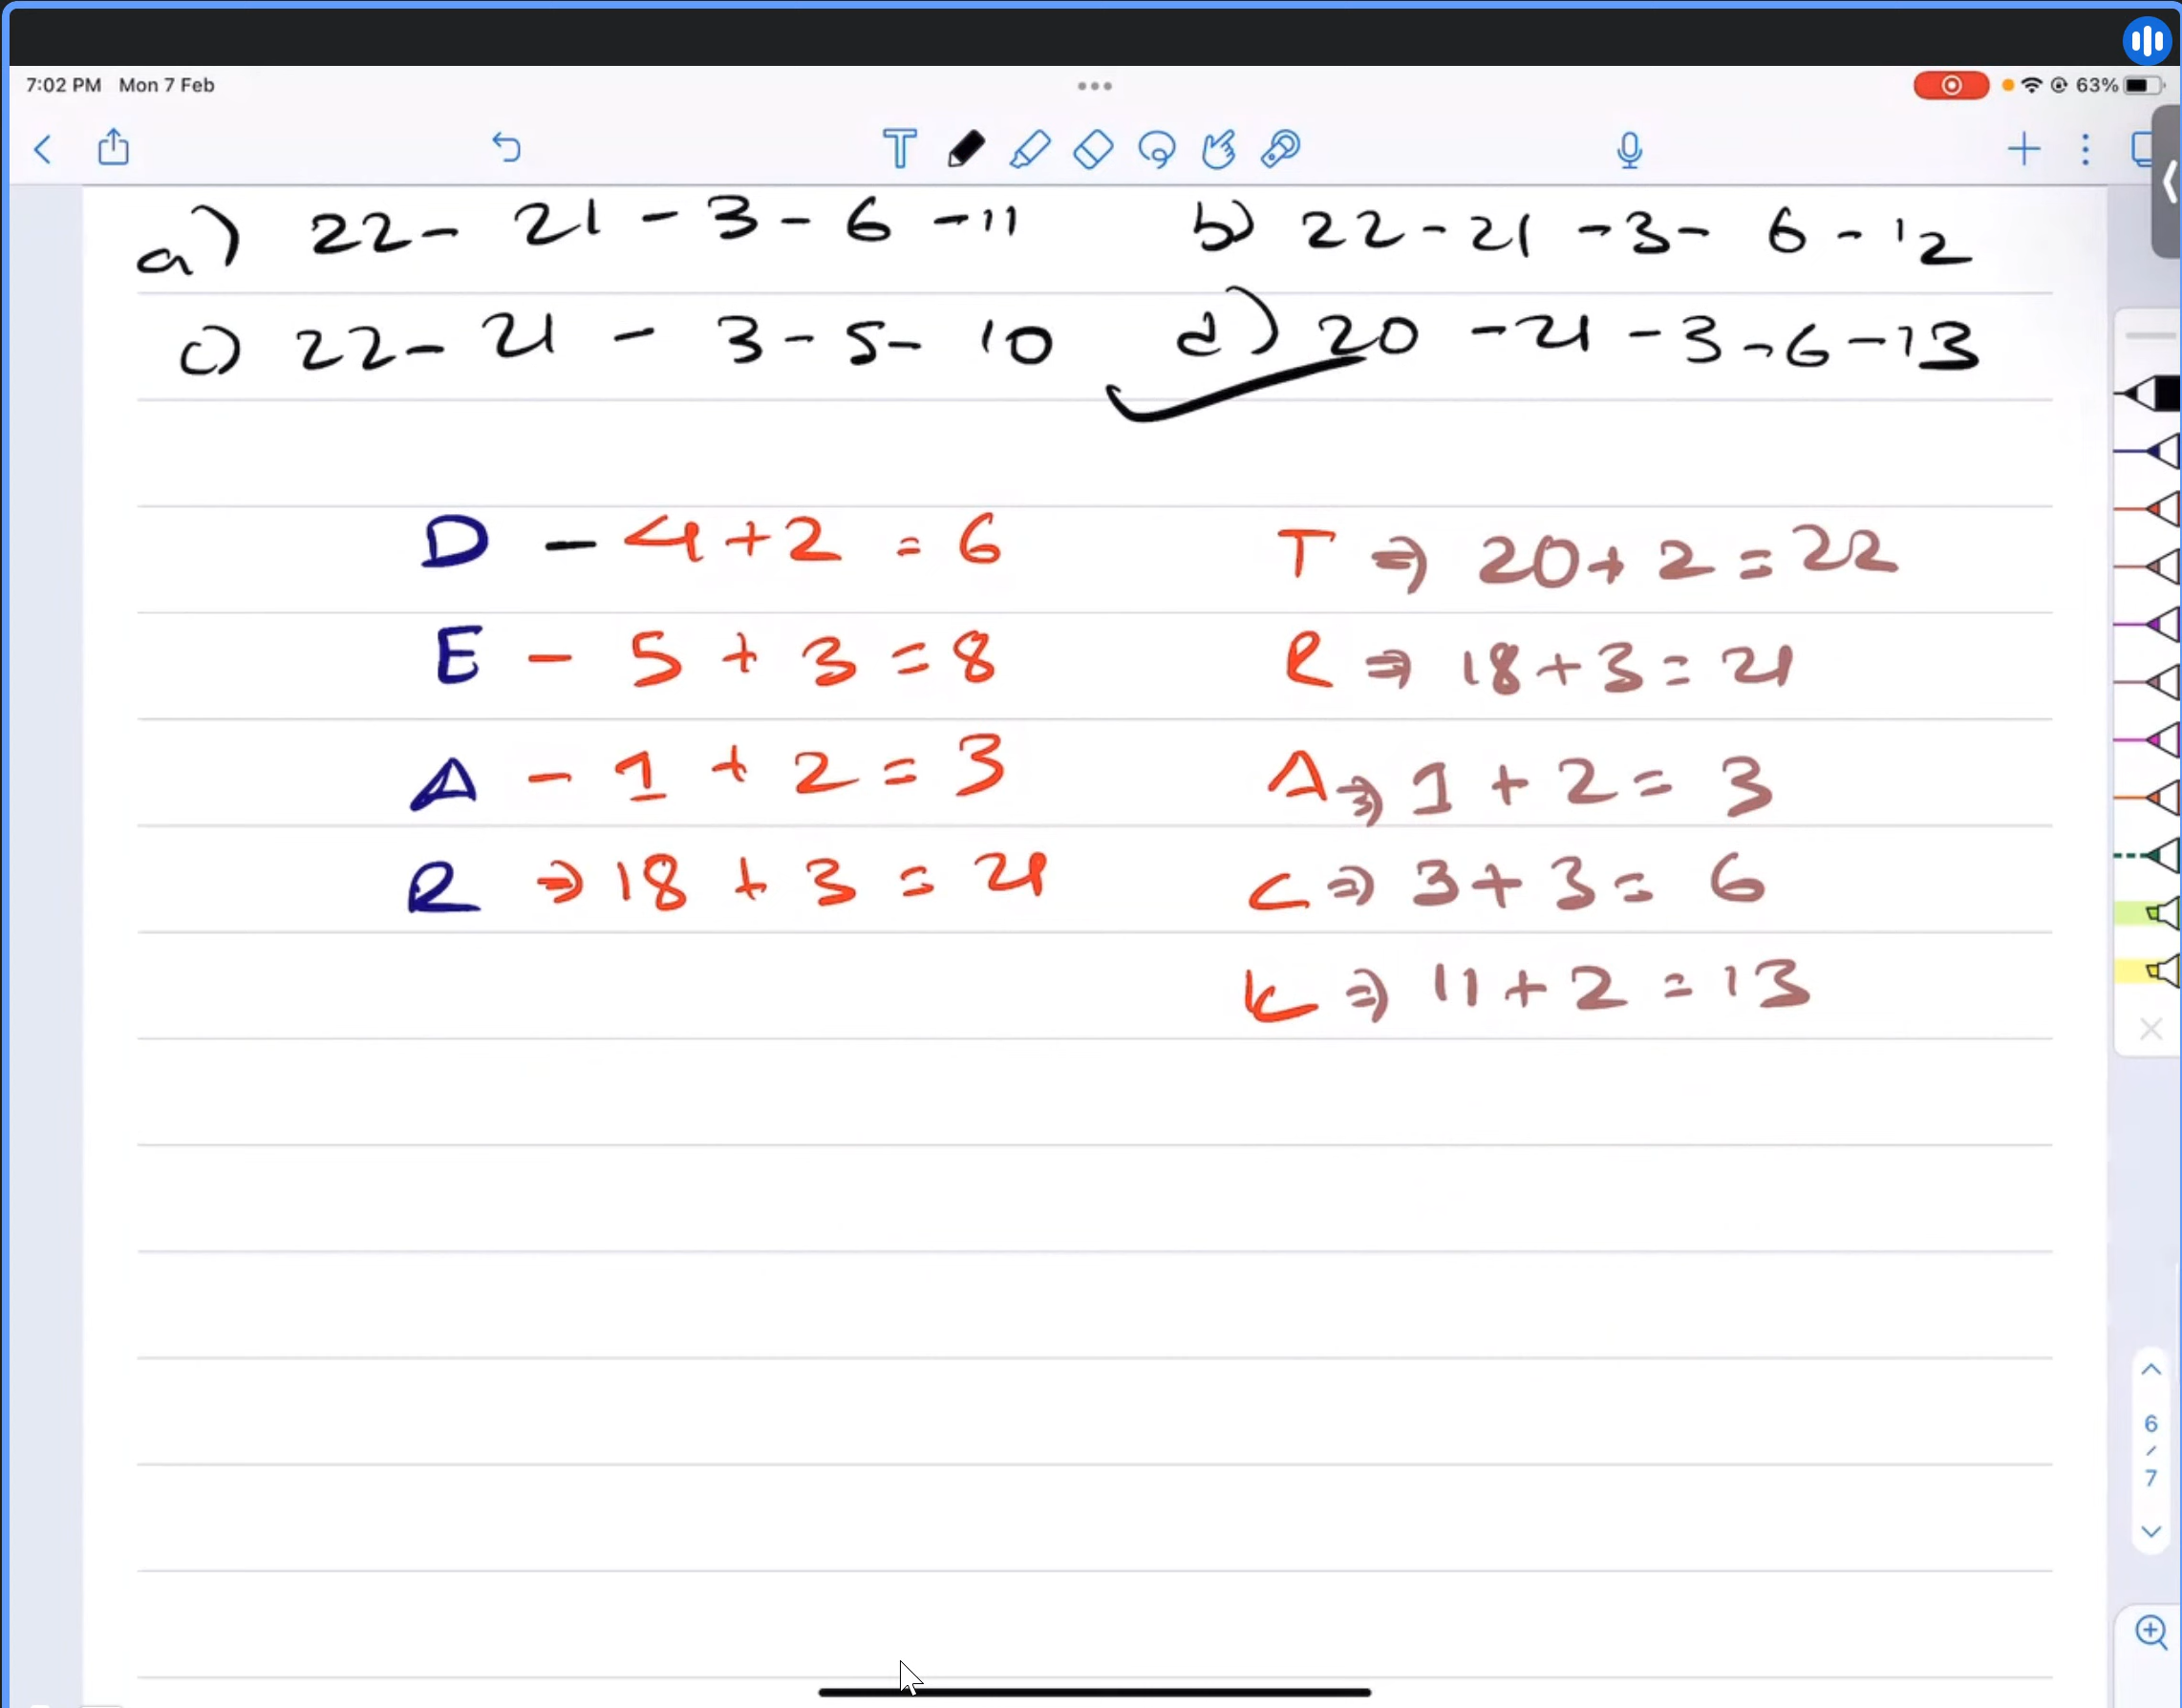 7:02 PM Mon 7 Feb 63%
T
a) 22 - 21 - 3 - 6 - 11 b) 22 - 21 - 3 - 6 - 12
c) 22 - 21 - 3 - 5 - 10 d) 20 - 21 - 3 - 6 - 13
D - 4 + 2 = 6
E - 5 + 3 = 8
A - 1 + 2 = 3
R ⇒ 18 + 3 = 21
T ⇒ 20 + 2 = 22
R ⇒ 18 + 3 = 21
A ⇒ 1 + 2 = 3
C ⇒ 3 + 3 = 6
K ⇒ 11 + 2 = 13
6
/
7